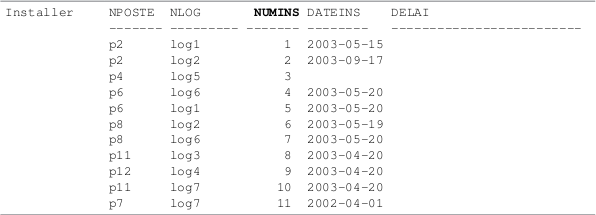 Installer NPOSTE NLOG NUMINS DATEINS DELAI
------- --------- ------- -------- -------------------------
p2 log1 1 2003-05-15
p2 log2 2 2003-09-17
p4 log5 3
p6 log6 4 2003-05-20
p6 log1 5 2003-05-20
p8 log2 6 2003-05-19
p8 log6 7 2003-05-20
p11 log3 8 2003-04-20
p12 log4 9 2003-04-20
p11 log7 10 2003-04-20
p7 log7 11 2002-04-01